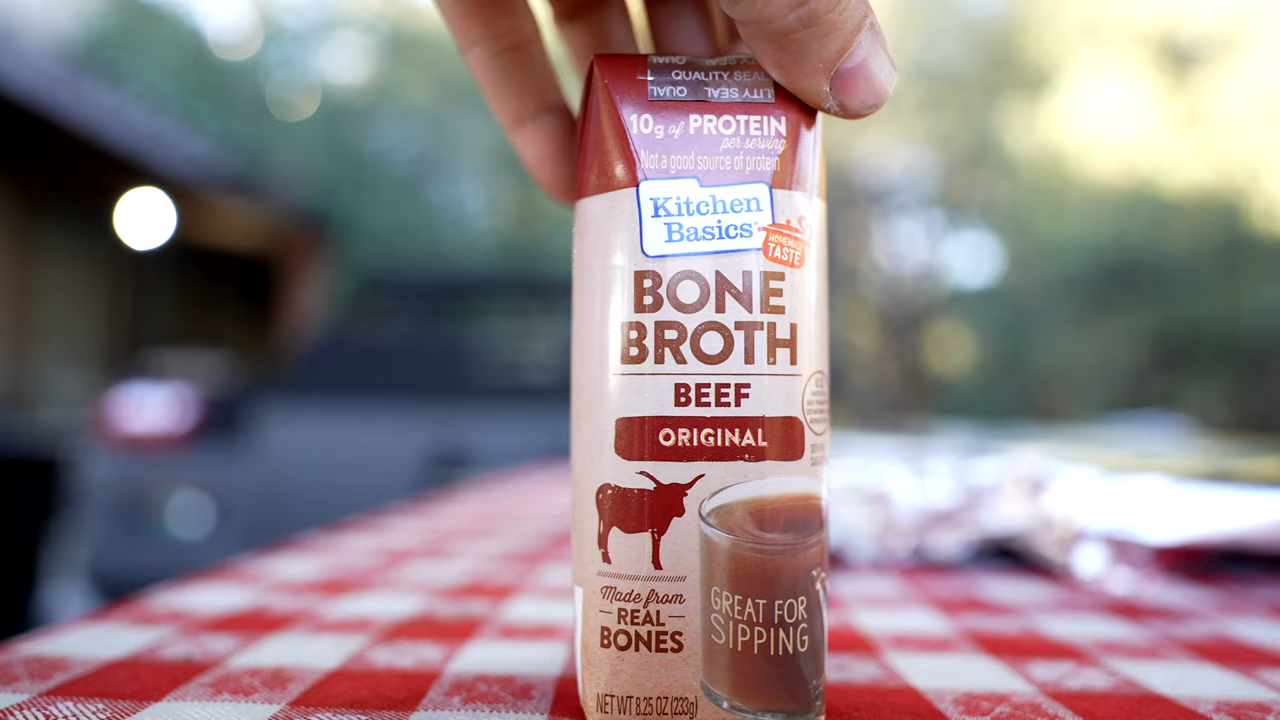 QUALITY SEAL
10g of PROTEIN
per serving
Not a good source of protein
Kitchen
Basics
HOMEMADE
TASTE
BONE
BROTH
BEEF
ORIGINAL
Made from
REAL
BONES
GREAT FOR
SIPPING
NET WT 8.25 OZ (233g)